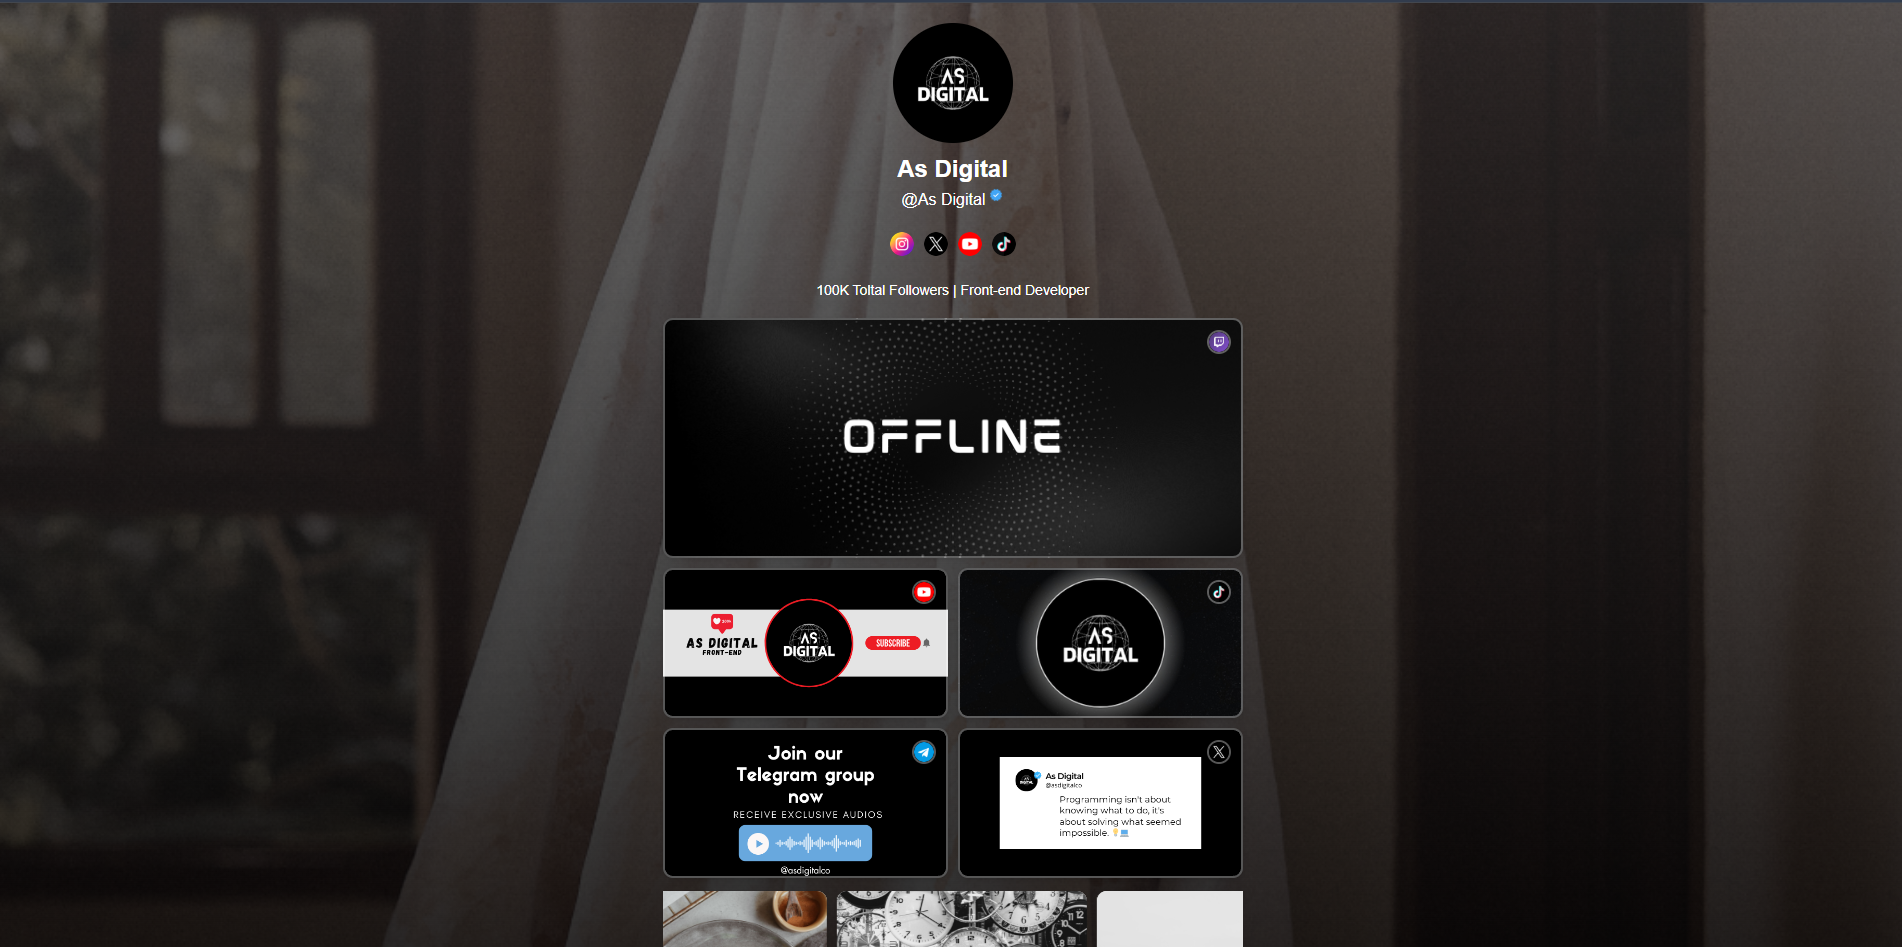 AS
DIGITAL
As Digital
@As Digital
100K Toltal Followers | Front-end Developer
OFFLINE
AS DIGITAL
FRONT-END
AS
DIGITAL
SUBSCRIBE
AS
DIGITAL
Join our
Telegram group
now
RECEIVE EXCLUSIVE AUDIOS
@asdigitalco
As Digital
@asdigitalco
Programming isn't about
knowing what to do, it's
about solving what seemed
impossible. 💡💻